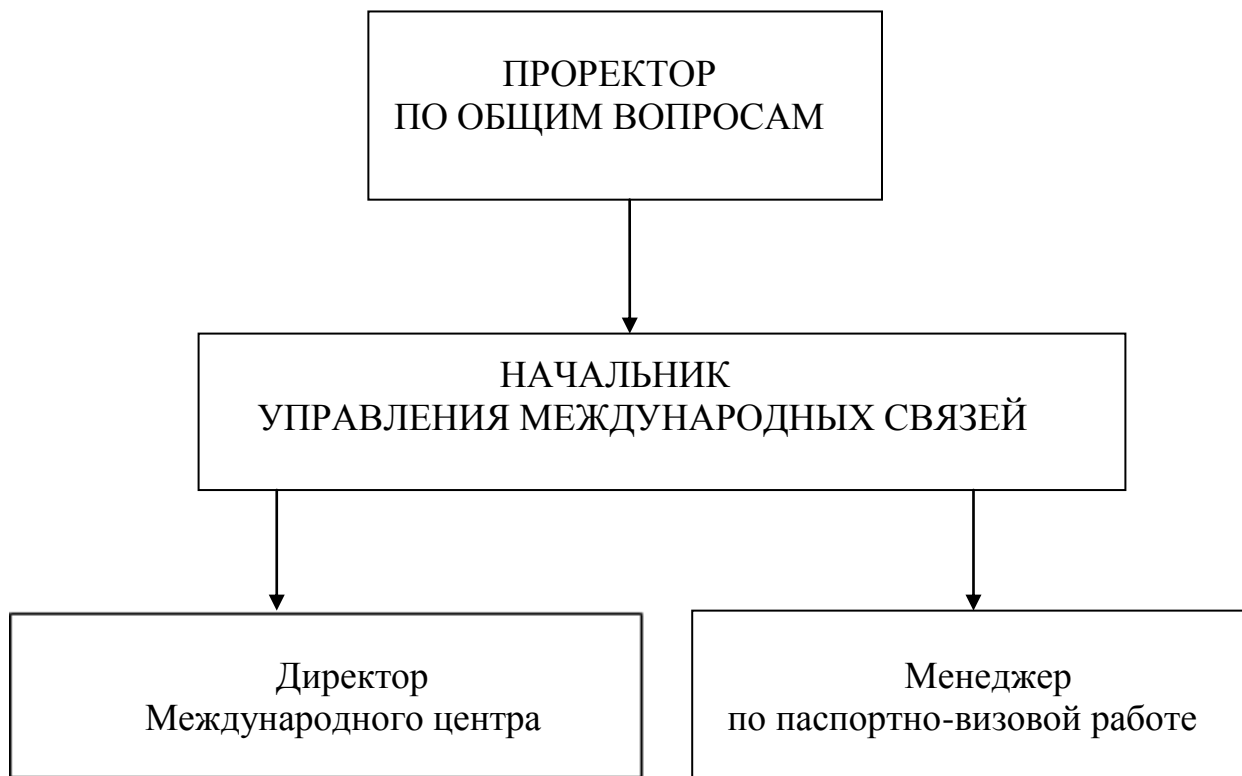 ПРОРЕКТОР
ПО ОБЩИМ ВОПРОСАМ
НАЧАЛЬНИК
УПРАВЛЕНИЯ МЕЖДУНАРОДНЫХ СВЯЗЕЙ
Директор
Международного центра
Менеджер
по паспортно-визовой работе